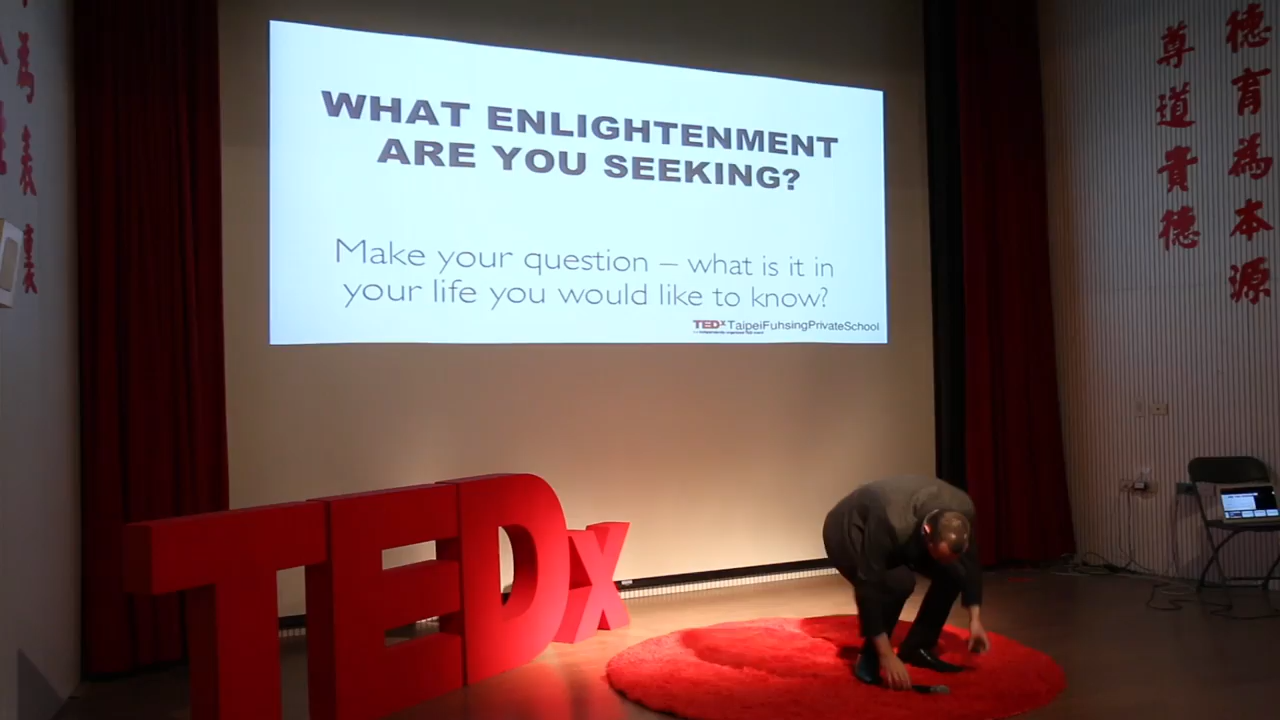 WHAT ENLIGHTENMENT
ARE YOU SEEKING?
Make your question – what is it in
your life you would like to know?
TEDxTaipeiFuhsingPrivateSchool
TEDx
德育為本源
尊道貴德